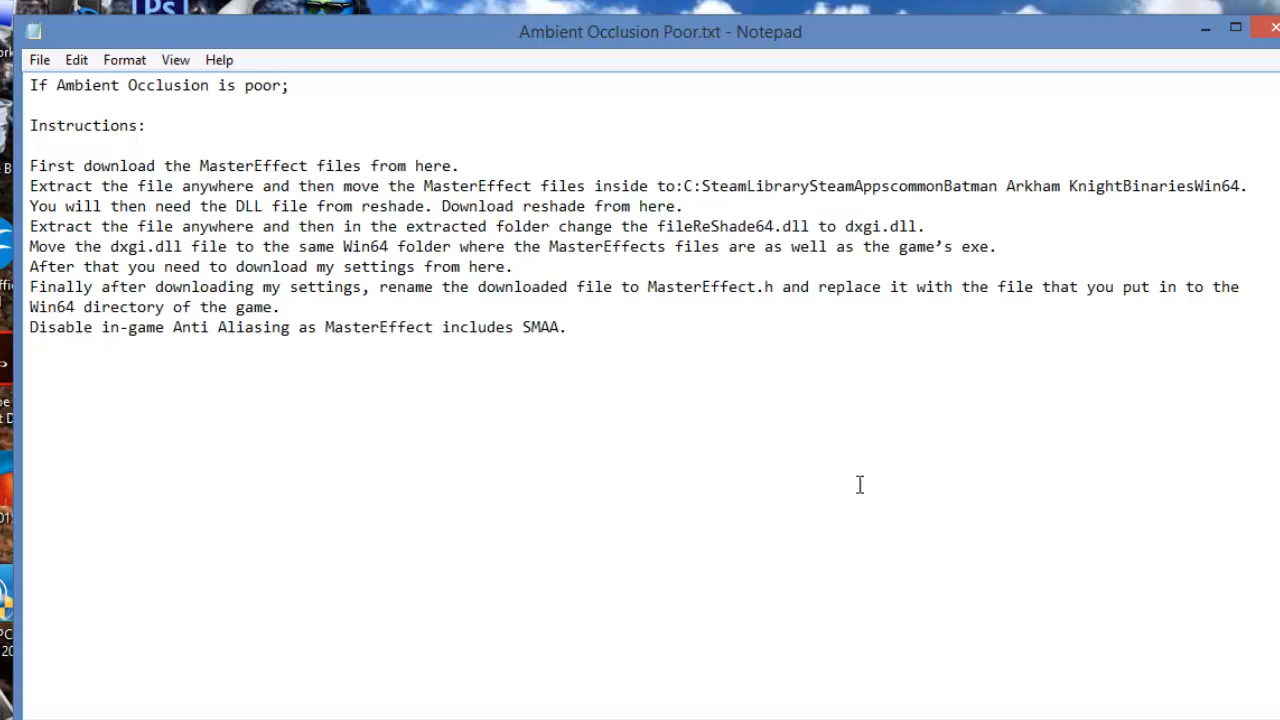 Ps
Ambient Occlusion Poor.txt - Notepad
File Edit Format View Help
If Ambient Occlusion is poor;
Instructions:
First download the MasterEffect files from here.
Extract the file anywhere and then move the MasterEffect files inside to:C:SteamLibrarySteamAppscommonBatman Arkham KnightBinariesWin64.
You will then need the DLL file from reshade. Download reshade from here.
Extract the file anywhere and then in the extracted folder change the fileReShade64.dll to dxgi.dll.
Move the dxgi.dll file to the same Win64 folder where the MasterEffects files are as well as the game’s exe.
After that you need to download my settings from here.
Finally after downloading my settings, rename the downloaded file to MasterEffect.h and replace it with the file that you put in to the
Win64 directory of the game.
Disable in-game Anti Aliasing as MasterEffect includes SMAA.